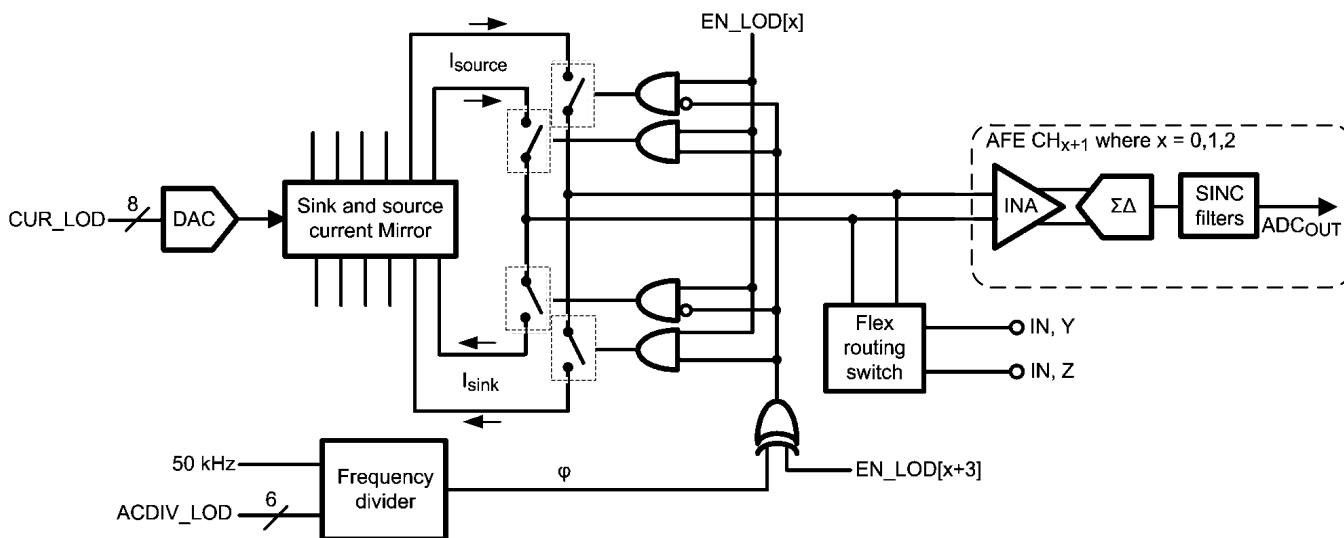 EN_LOD[x]
Isource
AFE CHx+1 where x = 0,1,2
CUR_LOD
8
DAC
Sink and source
current Mirror
INA
ΣΔ
SINC
filters
ADCOUT
Flex
routing
switch
IN, Y
IN, Z
Isink
50 kHz
ACDIV_LOD
6
Frequency
divider
φ
EN_LOD[x+3]